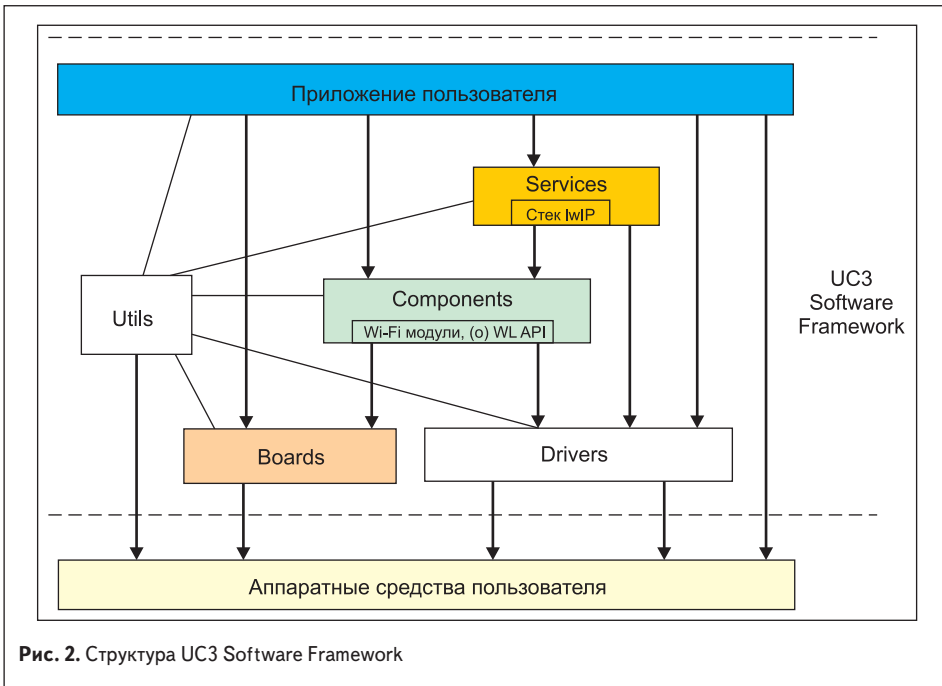 Приложение пользователя
Services
Стек lwIP
Utils
Components
Wi-Fi модули, (o) WL API
UC3
Software
Framework
Boards
Drivers
Аппаратные средства пользователя
Рис. 2. Структура UC3 Software Framework